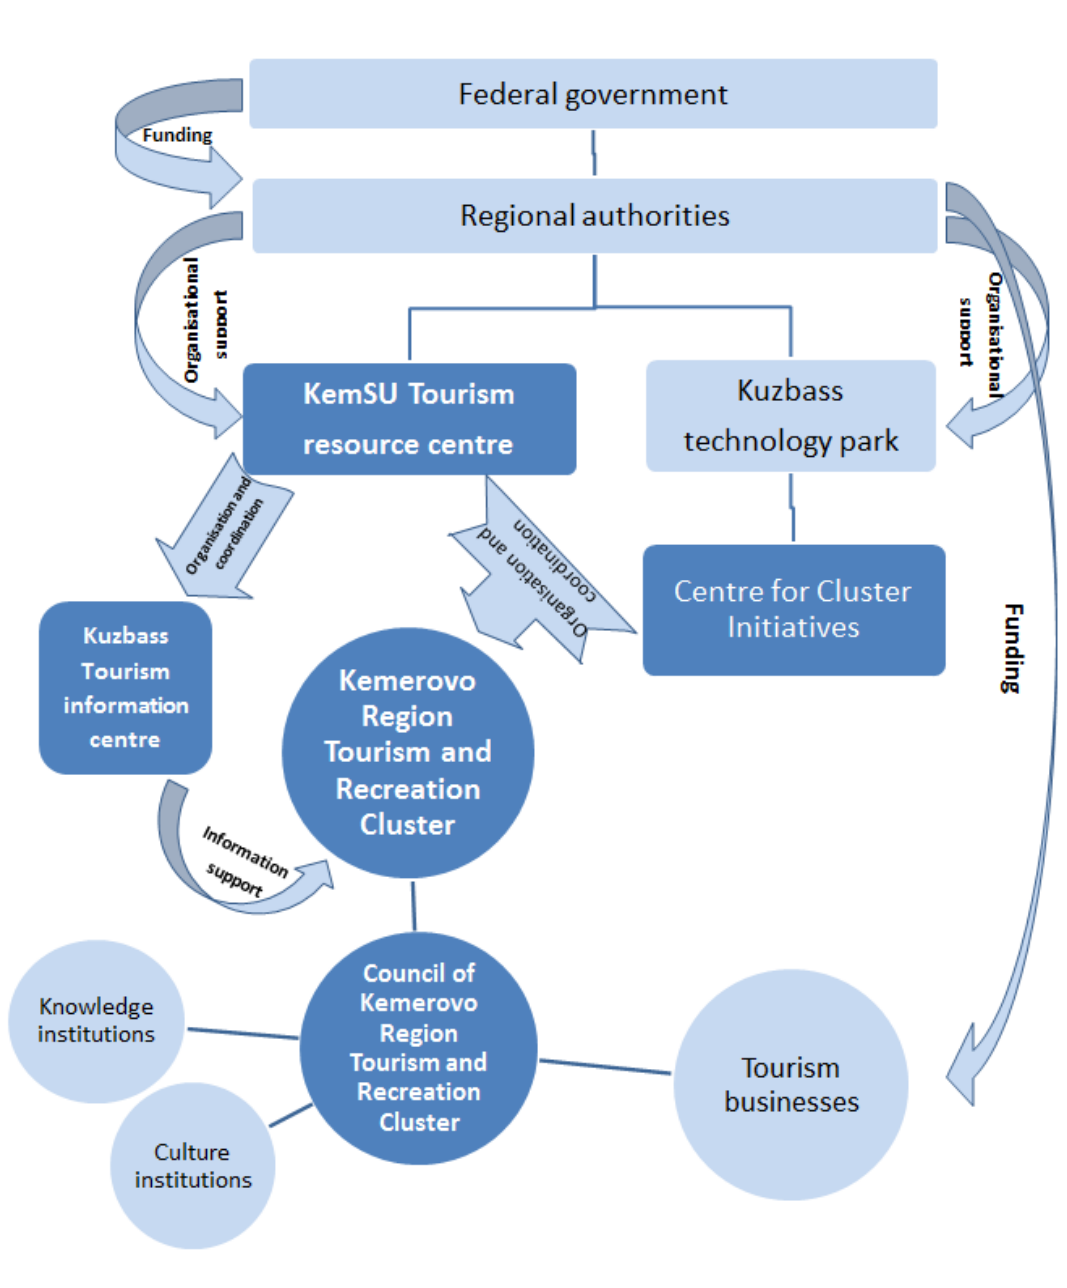 Federal government
Funding
Regional authorities
Organisational
support
Organisational
support
KemSU Tourism
resource centre
Kuzbass
technology park
Organisation and
coordination
Organisation and
coordination
Centre for Cluster
Initiatives
Kuzbass
Tourism
information
centre
Funding
Kemerovo
Region
Tourism and
Recreation
Cluster
Information
support
Council of
Kemerovo
Region
Tourism and
Recreation
Cluster
Knowledge
institutions
Tourism
businesses
Culture
institutions